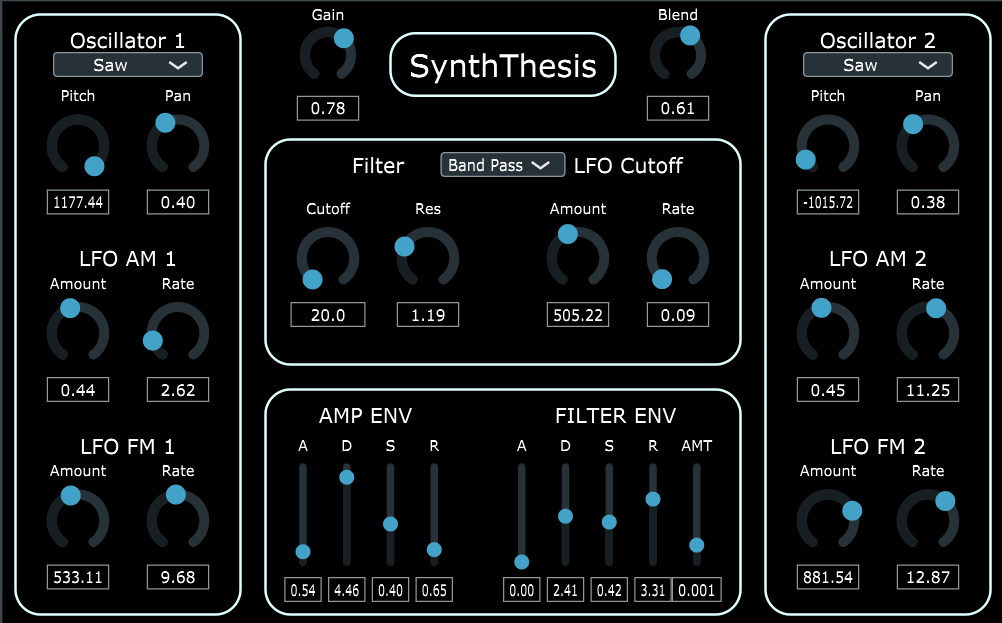 Oscillator 1
Saw
Pitch Pan
1177.44 0.40
LFO AM 1
Amount Rate
0.44 2.62
LFO FM 1
Amount Rate
533.11 9.68
Gain
0.78
SynthThesis
Blend
0.61
Filter Band Pass LFO Cutoff
Cutoff Res Amount Rate
20.0 1.19 505.22 0.09
AMP ENV
A D S R
0.54 4.46 0.40 0.65
FILTER ENV
A D S R AMT
0.00 2.41 0.42 3.31 0.001
Oscillator 2
Saw
Pitch Pan
-1015.72 0.38
LFO AM 2
Amount Rate
0.45 11.25
LFO FM 2
Amount Rate
881.54 12.87